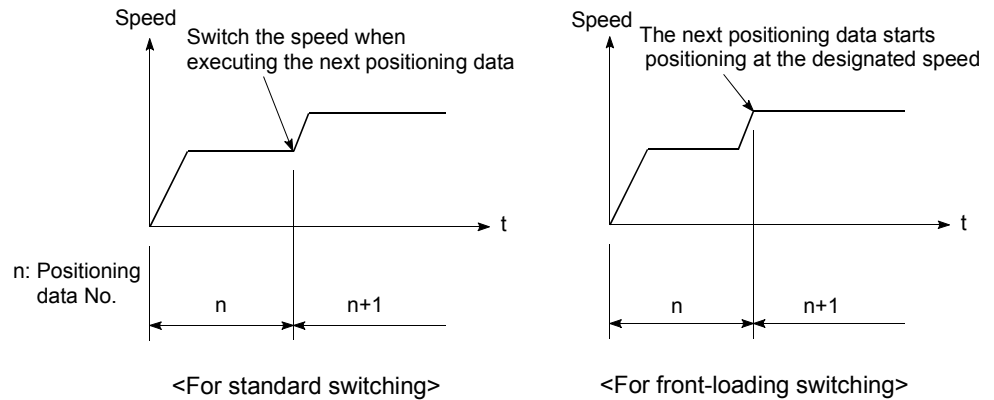 Speed
Switch the speed when
executing the next positioning data
t
n: Positioning
data No.
n
n+1
<For standard switching>
Speed
The next positioning data starts
positioning at the designated speed
t
n
n+1
<For front-loading switching>